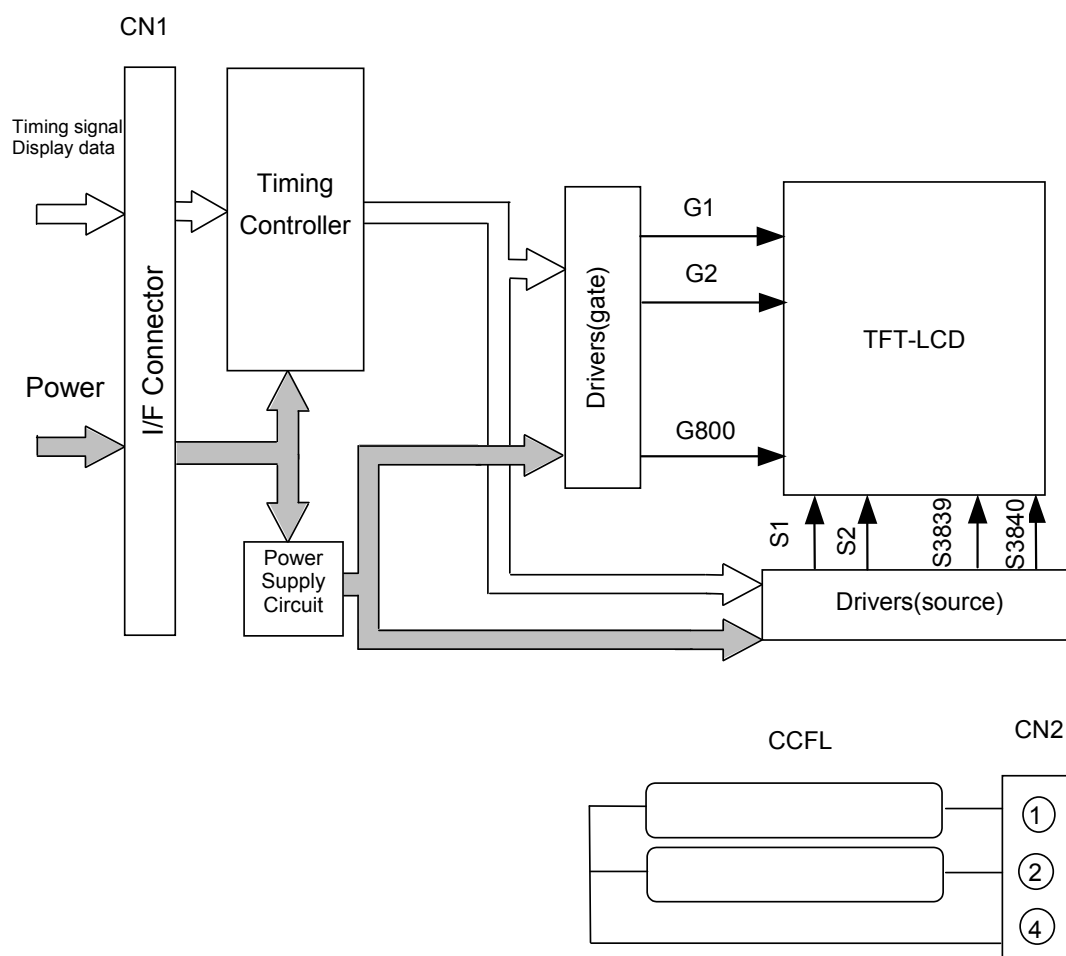 CN1
Timing signal
Display data
Power
I/F Connector
Timing
Controller
Power
Supply
Circuit
Drivers(gate)
G1
G2
G800
TFT-LCD
S1
S2
S3839
S3840
Drivers(source)
CCFL
CN2
1
2
4